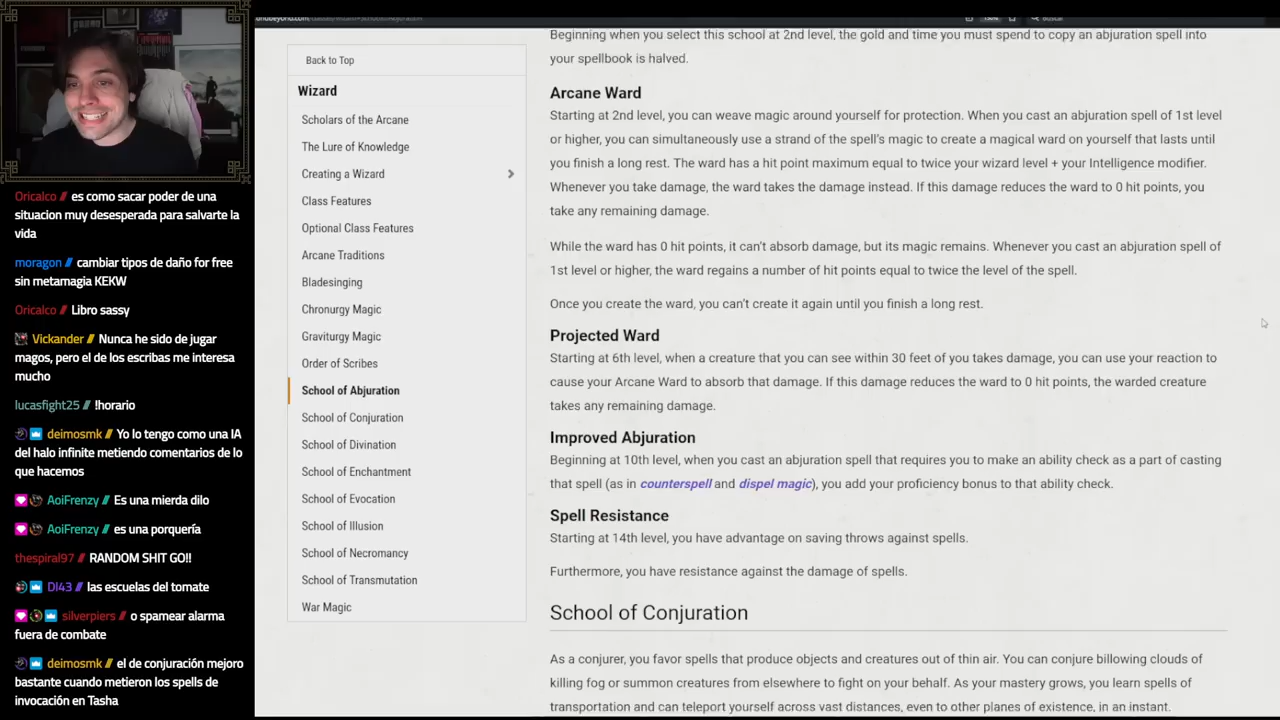 Oricalco // es como sacar poder de una
situacion muy desesperada para salvarte la
vida
moragon // cambiar tipos de daño for free
sin metamagia KEKW
Oricalco // Libro sassy
Vickander // Nunca he sido de jugar
magos, pero el de los escribas me interesa
mucho
lucasfight25 // !horario
deimosmk // Yo lo tengo como una IA
del halo infinite metiendo comentarios de lo
que hacemos
AoiFrenzy // Es una mierda dilo
AoiFrenzy // es una porquería
thespiral97 // RANDOM SHIT GO!!
DI43 // las escuelas del tomate
silverpiers // o spamear alarma
fuera de combate
deimosmk // el de conjuración mejoro
bastante cuando metieron los spells de
invocación en Tasha
Back to Top
Wizard
Scholars of the Arcane
The Lure of Knowledge
Creating a Wizard
Class Features
Optional Class Features
Arcane Traditions
Bladesinging
Chronurgy Magic
Graviturgy Magic
Order of Scribes
School of Abjuration
School of Conjuration
School of Divination
School of Enchantment
School of Evocation
School of Illusion
School of Necromancy
School of Transmutation
War Magic
Beginning when you select this school at 2nd level, the gold and time you must spend to copy an abjuration spell into
your spellbook is halved.
Arcane Ward
Starting at 2nd level, you can weave magic around yourself for protection. When you cast an abjuration spell of 1st level
or higher, you can simultaneously use a strand of the spell's magic to create a magical ward on yourself that lasts until
you finish a long rest. The ward has a hit point maximum equal to twice your wizard level + your Intelligence modifier.
Whenever you take damage, the ward takes the damage instead. If this damage reduces the ward to 0 hit points, you
take any remaining damage.
While the ward has 0 hit points, it can't absorb damage, but its magic remains. Whenever you cast an abjuration spell of
1st level or higher, the ward regains a number of hit points equal to twice the level of the spell.
Once you create the ward, you can't create it again until you finish a long rest.
Projected Ward
Starting at 6th level, when a creature that you can see within 30 feet of you takes damage, you can use your reaction to
cause your Arcane Ward to absorb that damage. If this damage reduces the ward to 0 hit points, the warded creature
takes any remaining damage.
Improved Abjuration
Beginning at 10th level, when you cast an abjuration spell that requires you to make an ability check as a part of casting
that spell (as in counterspell and dispel magic), you add your proficiency bonus to that ability check.
Spell Resistance
Starting at 14th level, you have advantage on saving throws against spells.
Furthermore, you have resistance against the damage of spells.
School of Conjuration
As a conjurer, you favor spells that produce objects and creatures out of thin air. You can conjure billowing clouds of
killing fog or summon creatures from elsewhere to fight on your behalf. As your mastery grows, you learn spells of
transportation and can teleport yourself across vast distances, even to other planes of existence, in an instant.